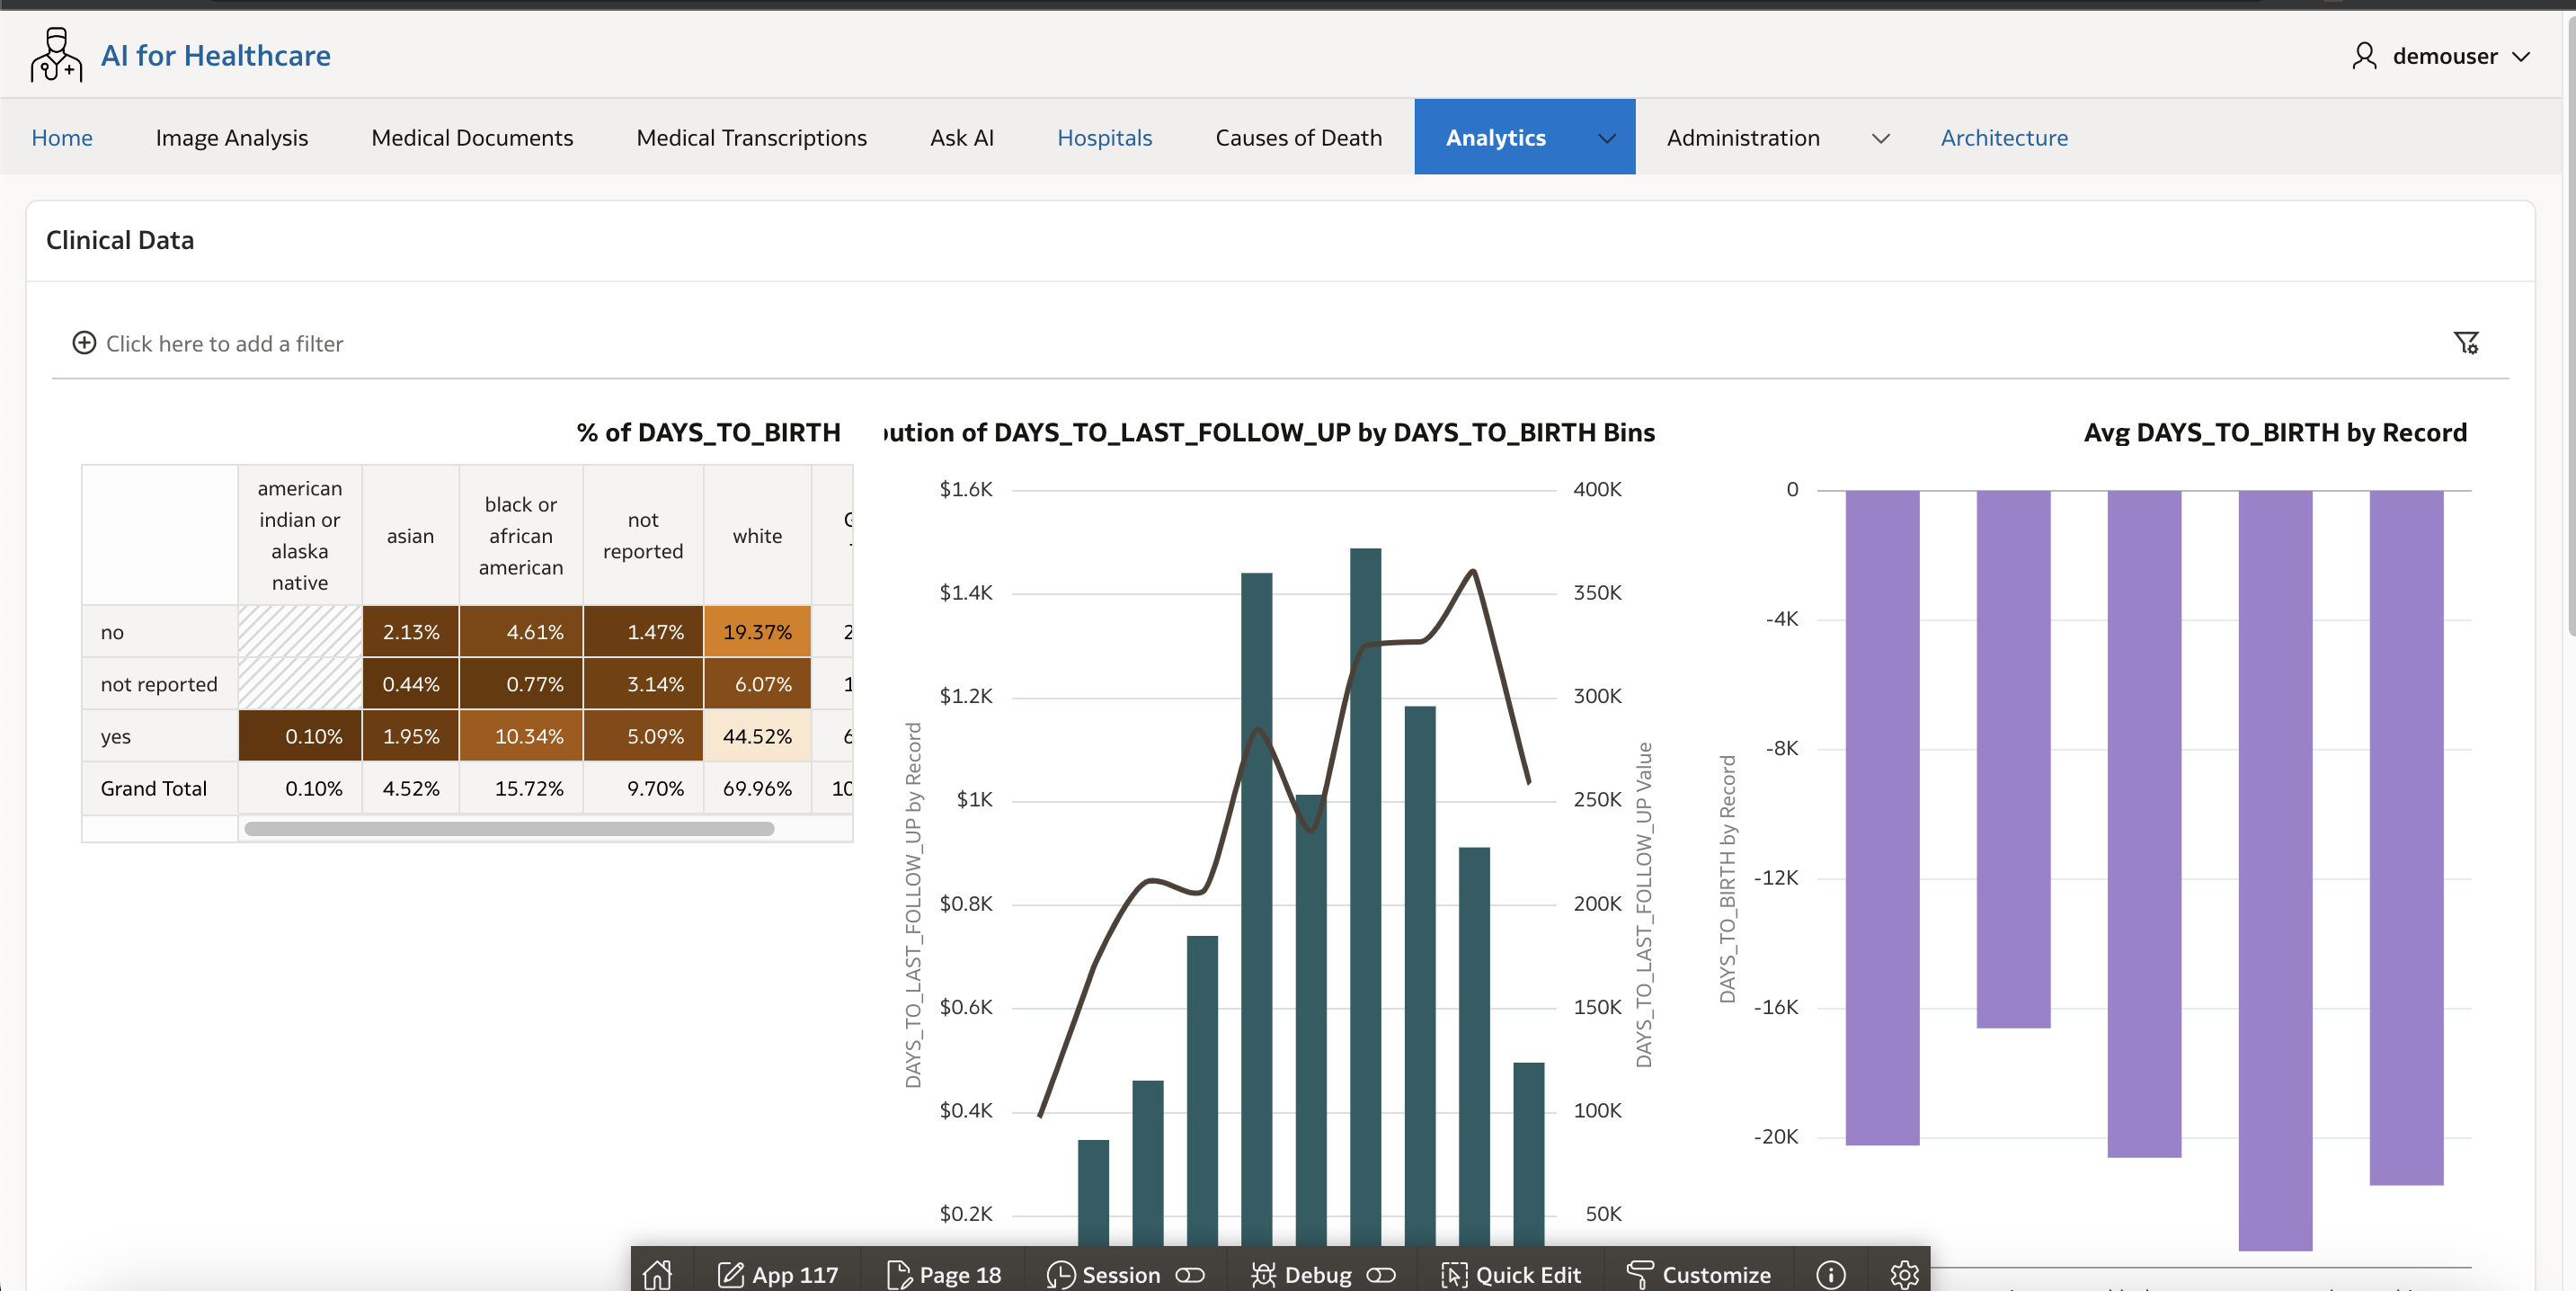 AI for Healthcare
demouser
Home Image Analysis Medical Documents Medical Transcriptions Ask AI Hospitals Causes of Death Analytics Administration Architecture
Clinical Data
Click here to add a filter
% of DAYS_TO_BIRTH
american indian or alaska native asian black or african american not reported white
no 2.13% 4.61% 1.47% 19.37% 2
not reported 0.44% 0.77% 3.14% 6.07% 1
yes 0.10% 1.95% 10.34% 5.09% 44.52% 6
Grand Total 0.10% 4.52% 15.72% 9.70% 69.96% 10
ution of DAYS_TO_LAST_FOLLOW_UP by DAYS_TO_BIRTH Bins
DAYS_TO_LAST_FOLLOW_UP by Record
$1.6K
$1.4K
$1.2K
$1K
$0.8K
$0.6K
$0.4K
$0.2K
400K
350K
300K
250K
200K
150K
100K
50K
DAYS_TO_LAST_FOLLOW_UP Value
Avg DAYS_TO_BIRTH by Record
DAYS_TO_BIRTH by Record
0
-4K
-8K
-12K
-16K
-20K
App 117 Page 18 Session Debug Quick Edit Customize